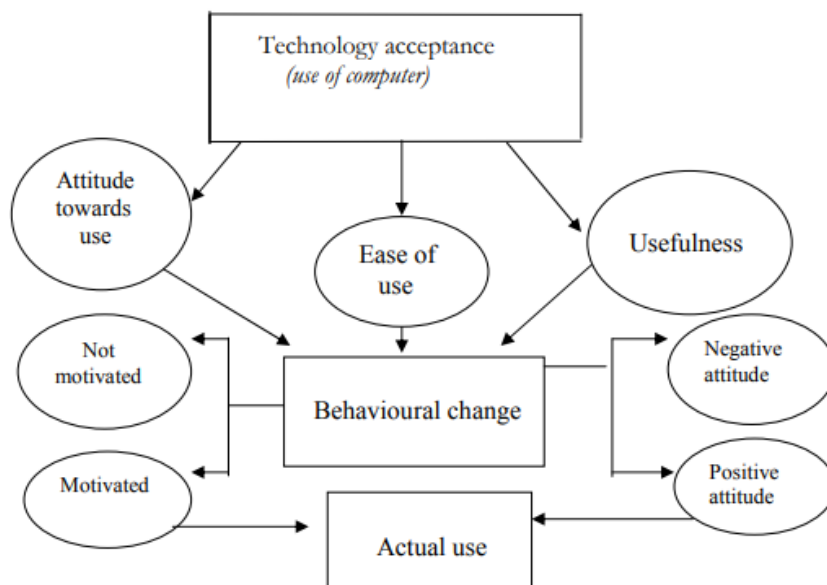 Technology acceptance
(use of computer)
Attitude
towards
use
Ease of
use
Usefulness
Not
motivated
Behavioural change
Negative
attitude
Motivated
Positive
attitude
Actual use